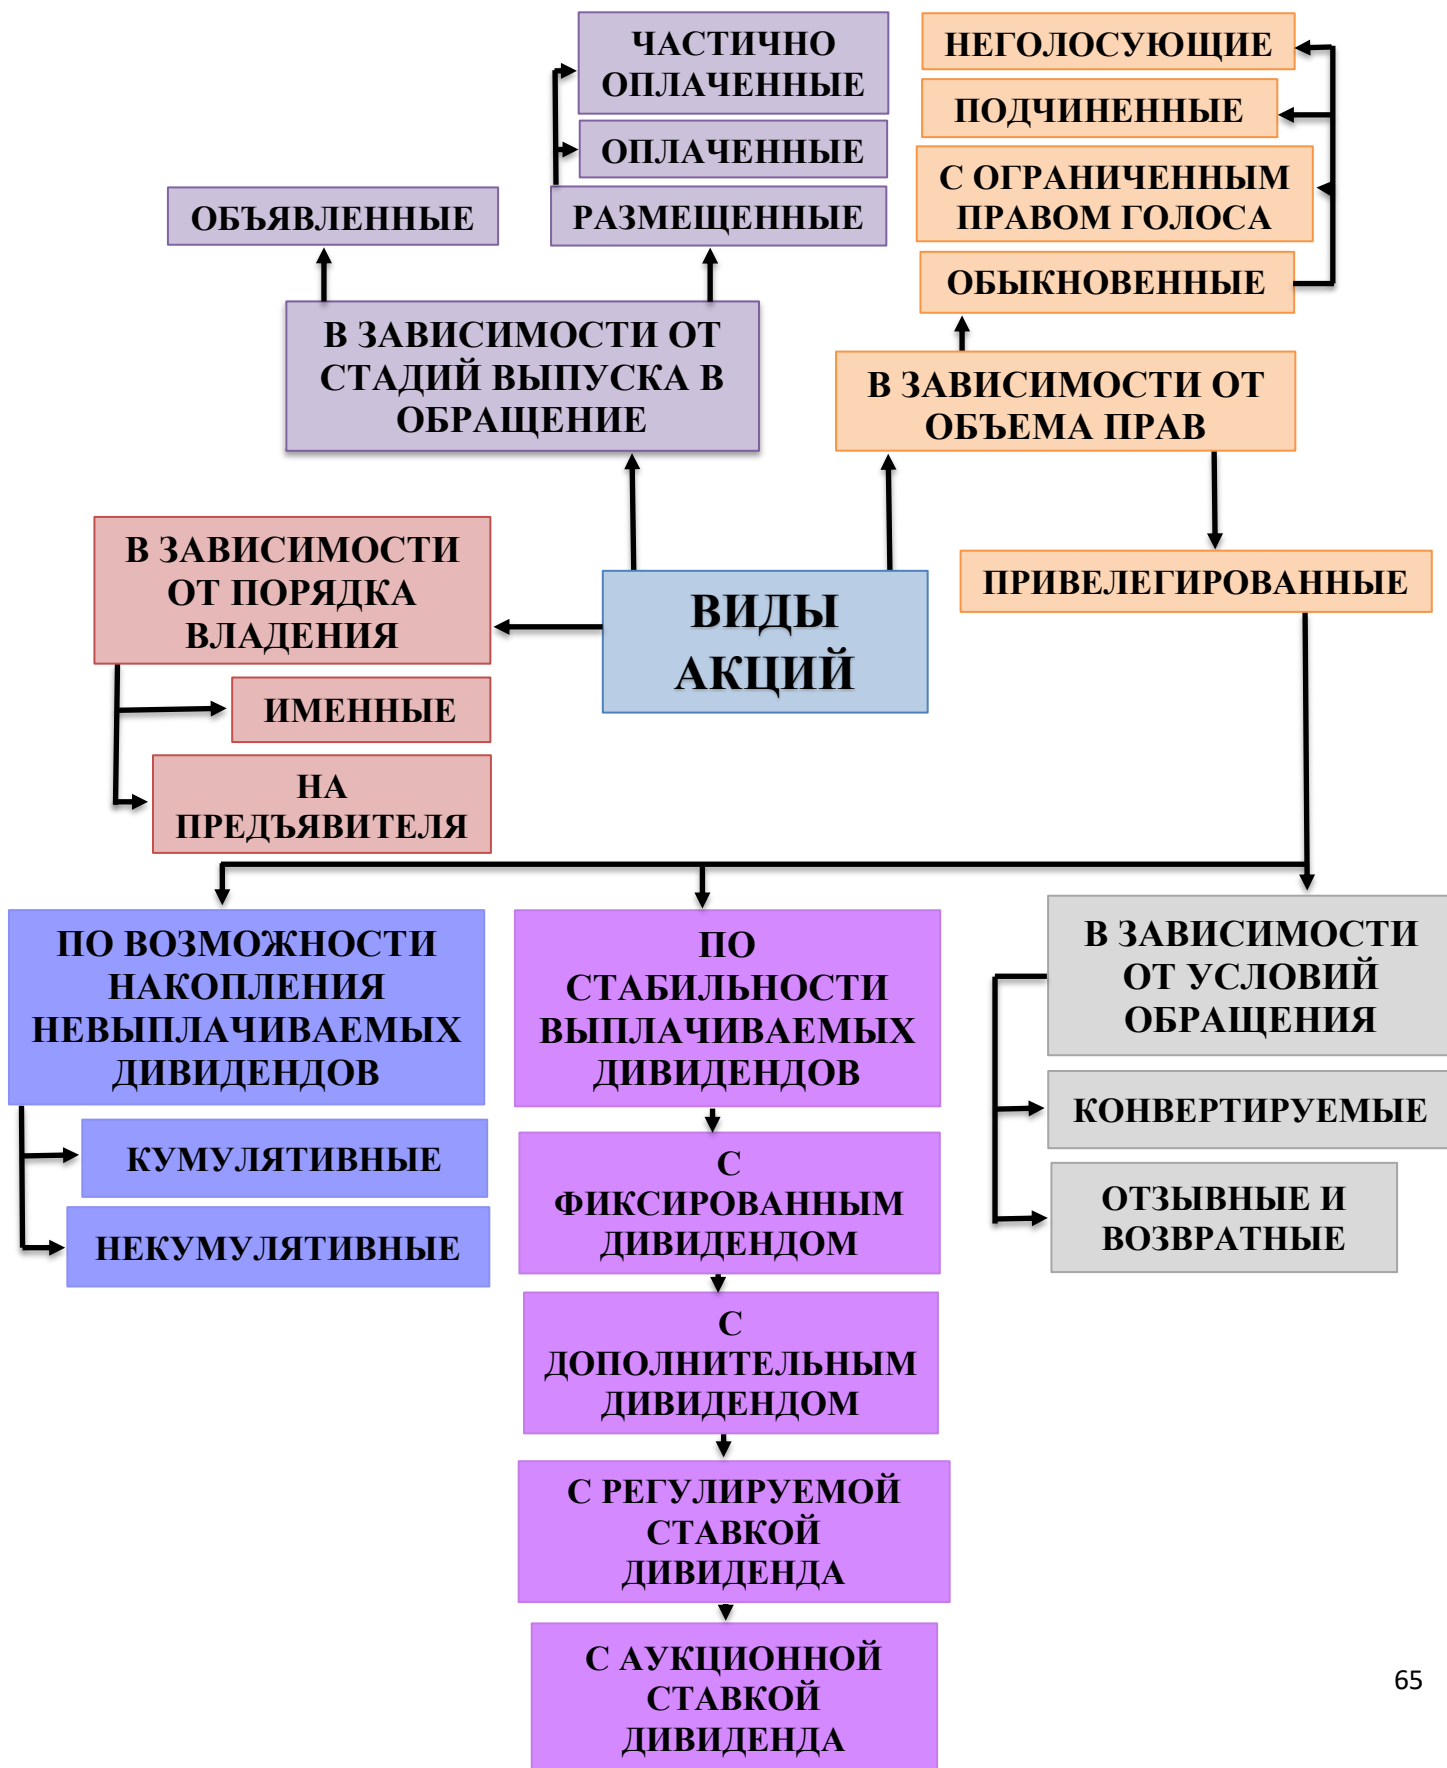 ЧАСТИЧНО
ОПЛАЧЕННЫЕ
ОПЛАЧЕННЫЕ
ОБЪЯВЛЕННЫЕ
РАЗМЕЩЕННЫЕ
В ЗАВИСИМОСТИ ОТ
СТАДИЙ ВЫПУСКА В
ОБРАЩЕНИЕ
НЕГОЛОСУЮЩИЕ
ПОДЧИНЕННЫЕ
С ОГРАНИЧЕННЫМ
ПРАВОМ ГОЛОСА
ОБЫКНОВЕННЫЕ
В ЗАВИСИМОСТИ ОТ
ОБЪЕМА ПРАВ
ПРИВЕЛЕГИРОВАННЫЕ
ВИДЫ
АКЦИЙ
В ЗАВИСИМОСТИ
ОТ ПОРЯДКА
ВЛАДЕНИЯ
ИМЕННЫЕ
НА
ПРЕДЪЯВИТЕЛЯ
ПО ВОЗМОЖНОСТИ
НАКОПЛЕНИЯ
НЕВЫПЛАЧИВАЕМЫХ
ДИВИДЕНДОВ
КУМУЛЯТИВНЫЕ
НЕКУМУЛЯТИВНЫЕ
ПО
СТАБИЛЬНОСТИ
ВЫПЛАЧИВАЕМЫХ
ДИВИДЕНДОВ
С
ФИКСИРОВАННЫМ
ДИВИДЕНДОМ
С
ДОПОЛНИТЕЛЬНЫМ
ДИВИДЕНДОМ
С РЕГУЛИРУЕМОЙ
СТАВКОЙ
ДИВИДЕНДА
С АУКЦИОННОЙ
СТАВКОЙ
ДИВИДЕНДА
В ЗАВИСИМОСТИ
ОТ УСЛОВИЙ
ОБРАЩЕНИЯ
КОНВЕРТИРУЕМЫЕ
ОТЗЫВНЫЕ И
ВОЗВРАТНЫЕ
65